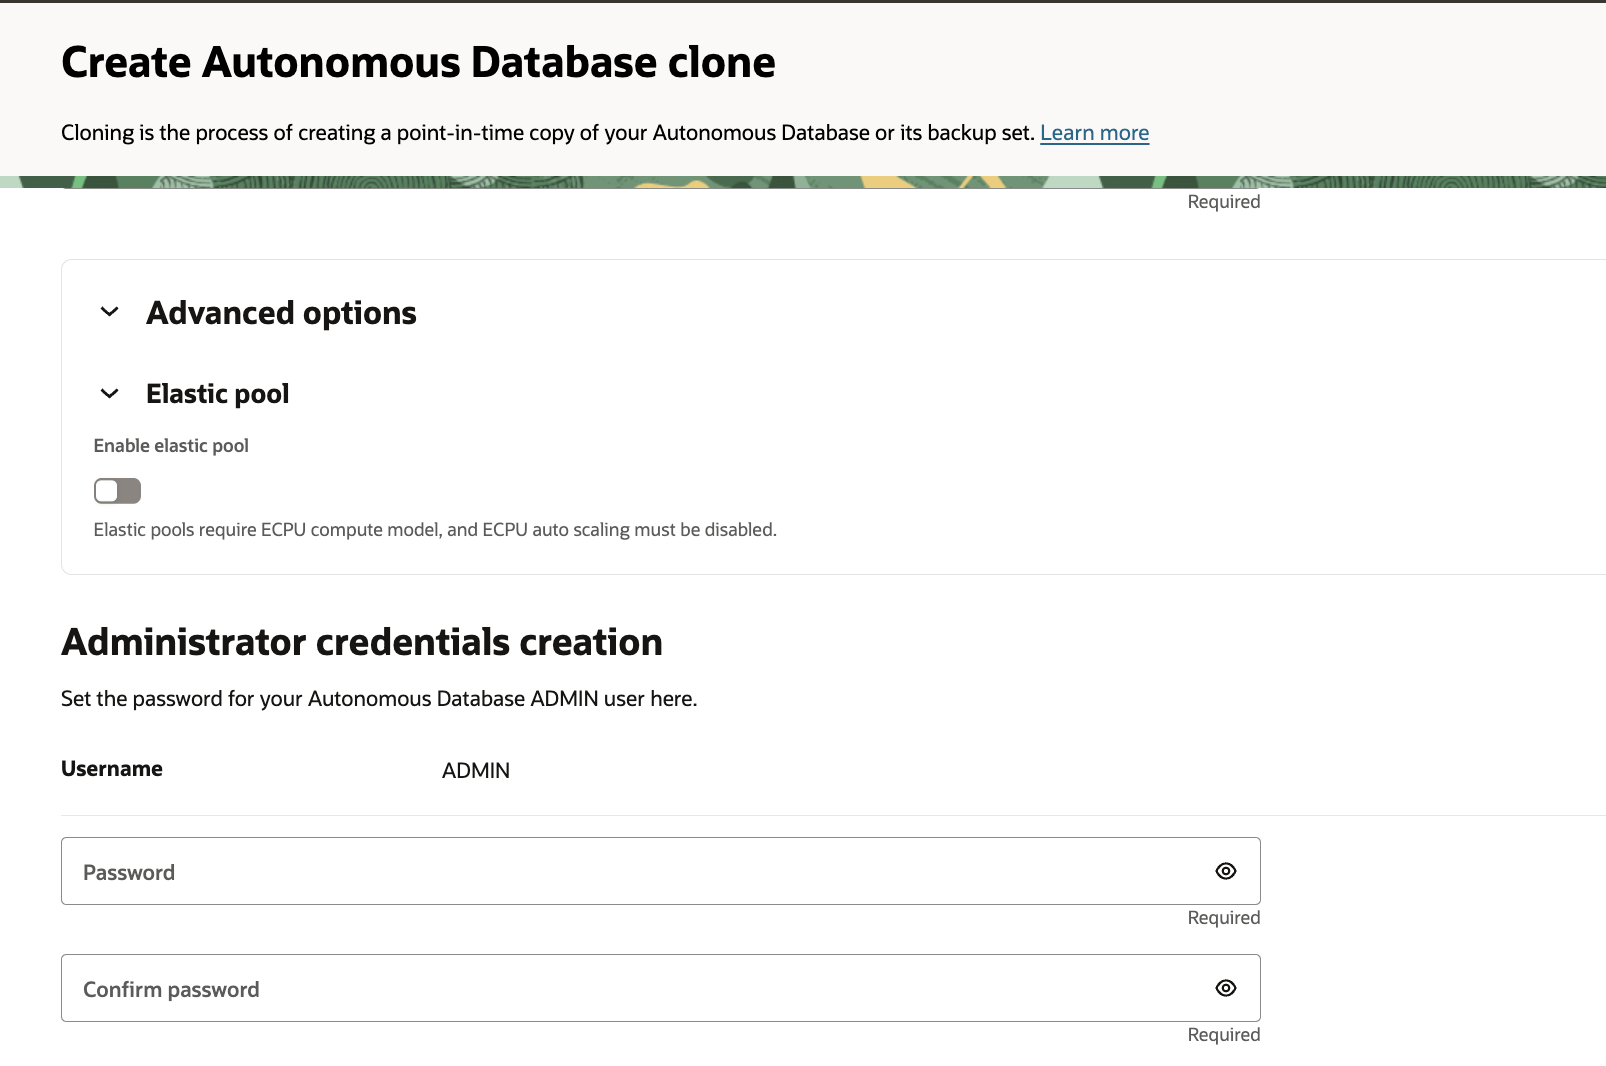 Create Autonomous Database clone
Cloning is the process of creating a point-in-time copy of your Autonomous Database or its backup set. Learn more
Required
Advanced options
Elastic pool
Enable elastic pool
Elastic pools require ECPU compute model, and ECPU auto scaling must be disabled.
Administrator credentials creation
Set the password for your Autonomous Database ADMIN user here.
Username ADMIN
Password
Required
Confirm password
Required